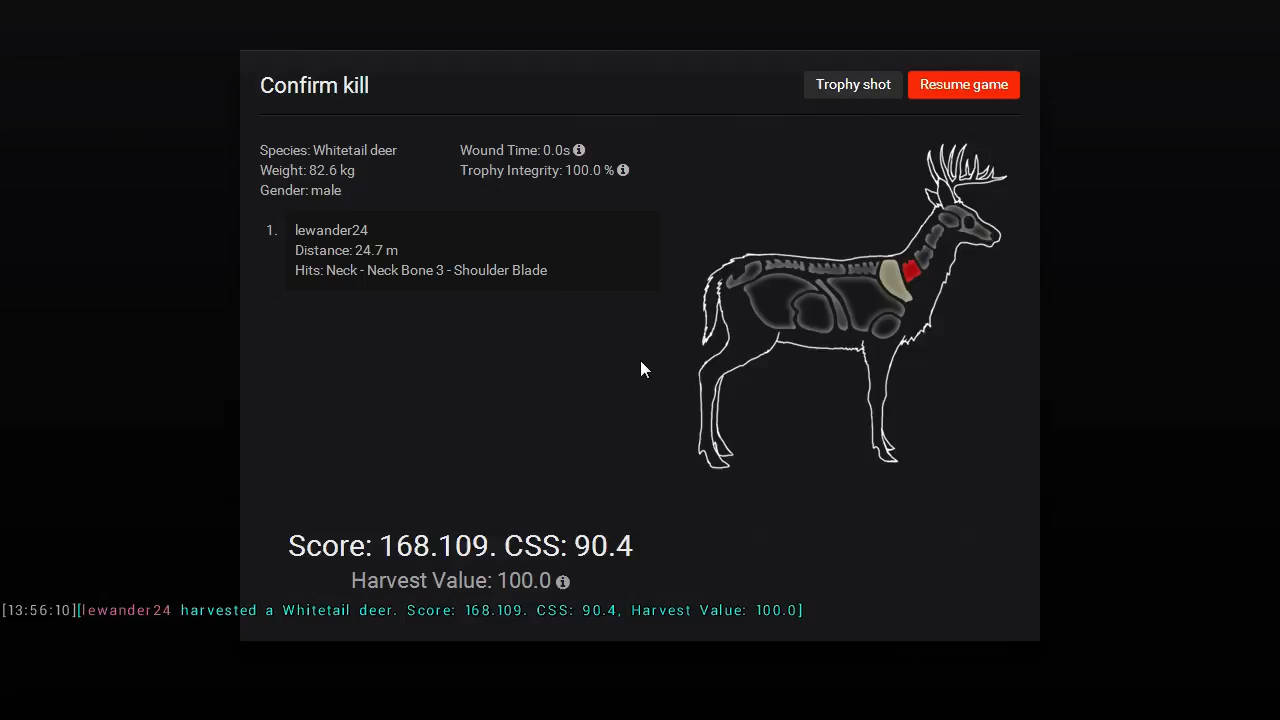 Confirm kill
Trophy shot
Resume game
Species: Whitetail deer
Weight: 82.6 kg
Gender: male
Wound Time: 0.0s
Trophy Integrity: 100.0 %
1.
lewander24
Distance: 24.7 m
Hits: Neck - Neck Bone 3 - Shoulder Blade
Score: 168.109. CSS: 90.4
Harvest Value: 100.0
[13:56:10][lewander24 harvested a Whitetail deer. Score: 168.109. CSS: 90.4, Harvest Value: 100.0]